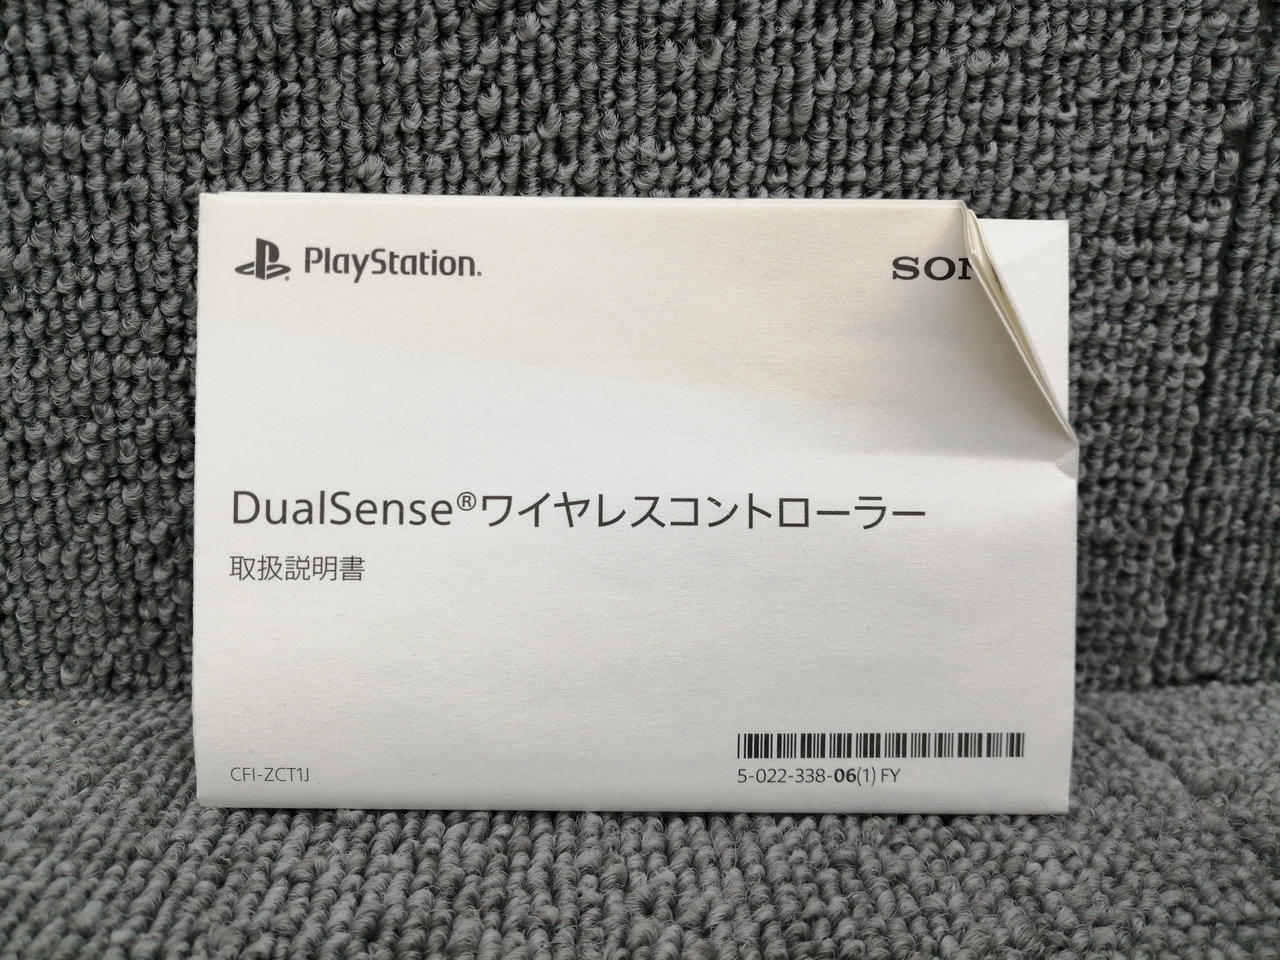 PlayStation®
SON
DualSense®ワイヤレスコントローラー
取扱説明書
CFI-ZCT1J
5-022-338-06(1) FY